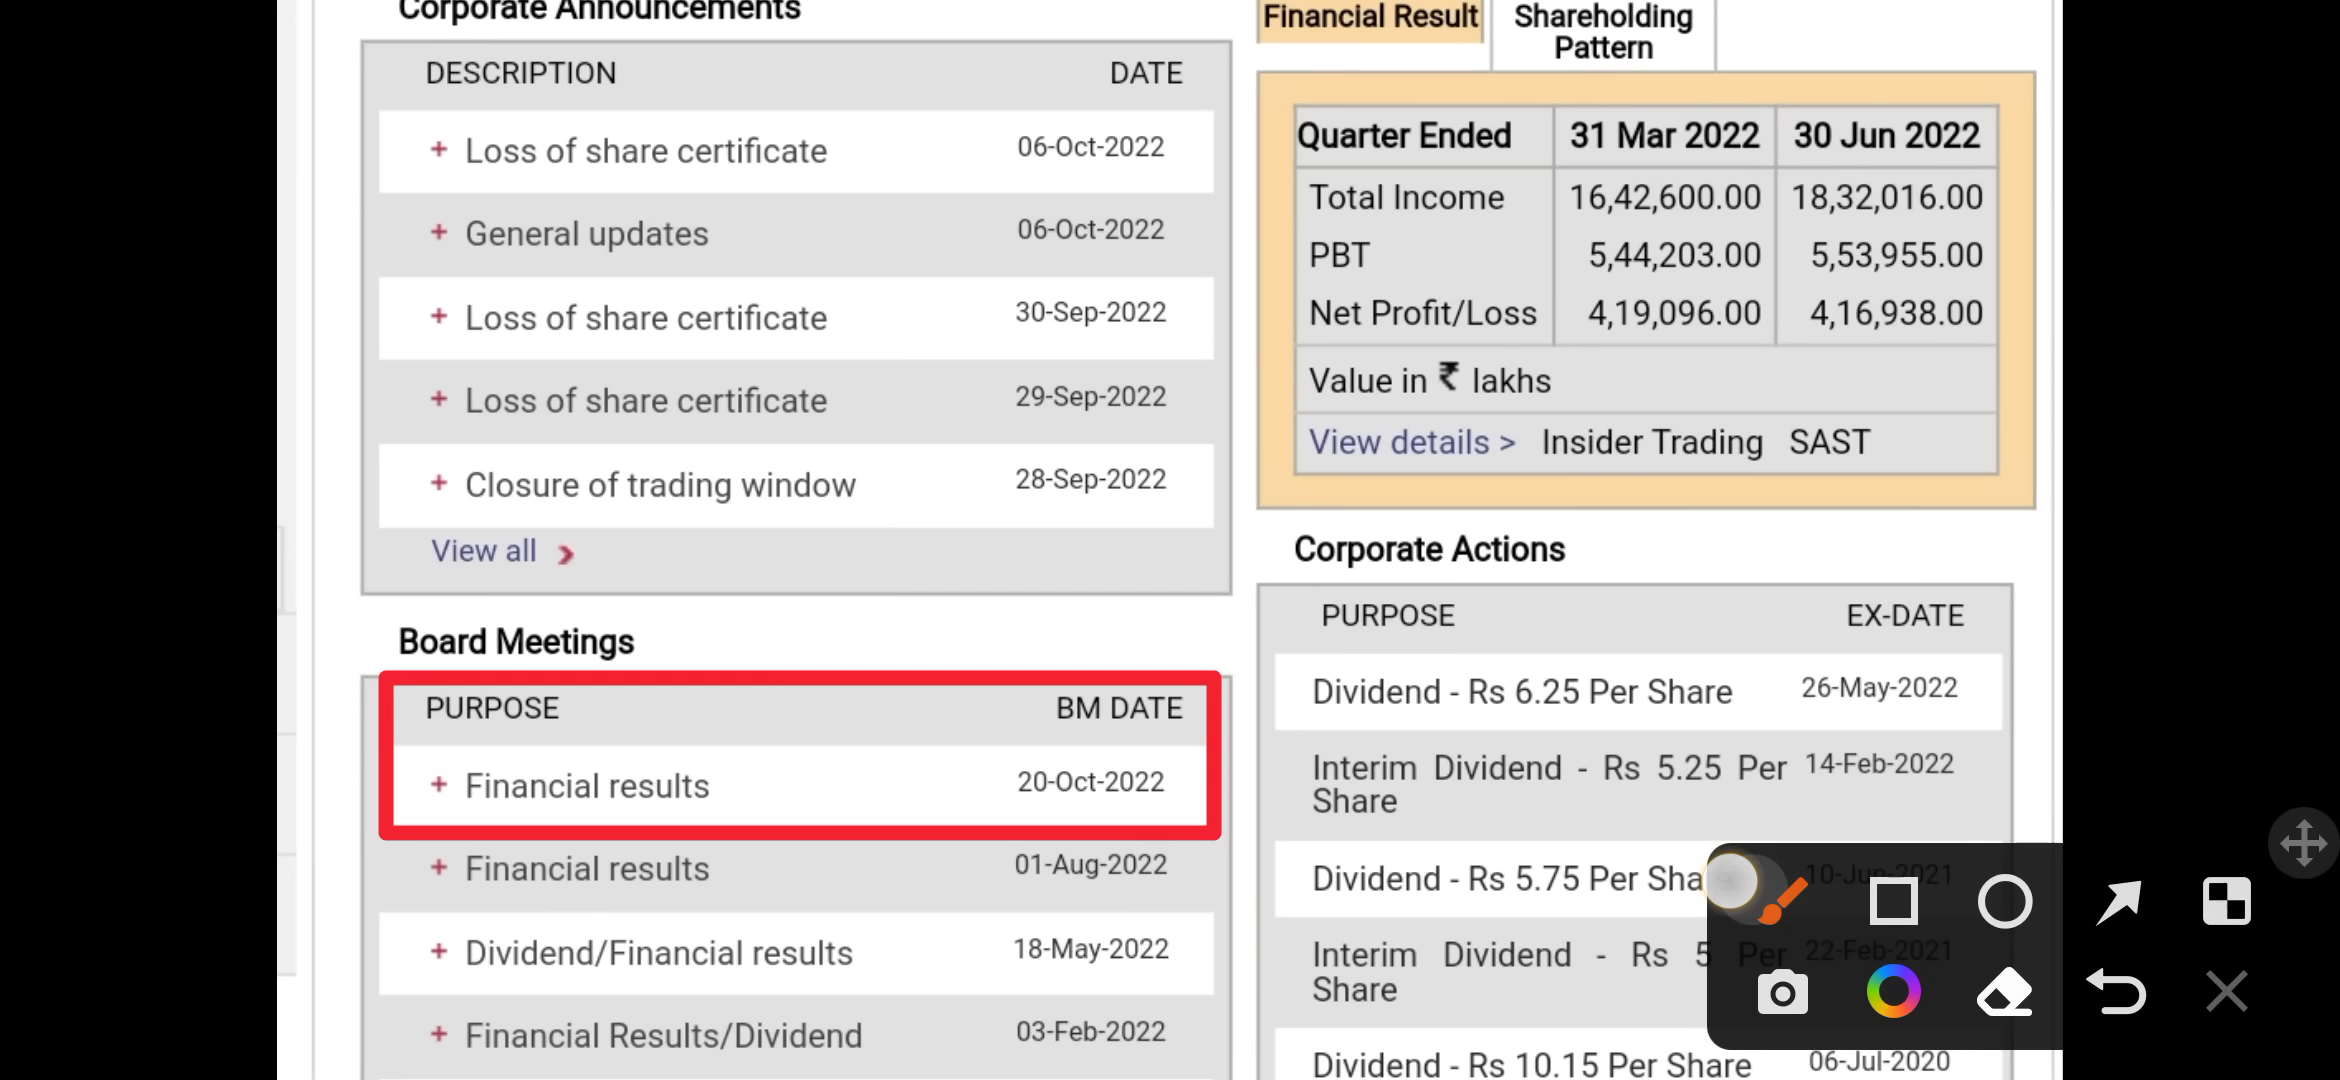 Corporate Announcements
DESCRIPTION DATE
+ Loss of share certificate 06-Oct-2022
+ General updates 06-Oct-2022
+ Loss of share certificate 30-Sep-2022
+ Loss of share certificate 29-Sep-2022
+ Closure of trading window 28-Sep-2022
View all
Board Meetings
PURPOSE BM DATE
+ Financial results 20-Oct-2022
+ Financial results 01-Aug-2022
+ Dividend/Financial results 18-May-2022
+ Financial Results/Dividend 03-Feb-2022
Financial Result
Shareholding
Pattern
Quarter Ended 31 Mar 2022 30 Jun 2022
Total Income 16,42,600.00 18,32,016.00
PBT 5,44,203.00 5,53,955.00
Net Profit/Loss 4,19,096.00 4,16,938.00
Value in ₹ lakhs
View details > Insider Trading SAST
Corporate Actions
PURPOSE EX-DATE
Dividend - Rs 6.25 Per Share 26-May-2022
Interim Dividend - Rs 5.25 Per 14-Feb-2022
Share
Dividend - Rs 5.75 Per Sha 10-Jun-2021
Interim Dividend - Rs 5 Per 22-Feb-2021
Share
Dividend - Rs 10.15 Per Share 06-Jul-2020